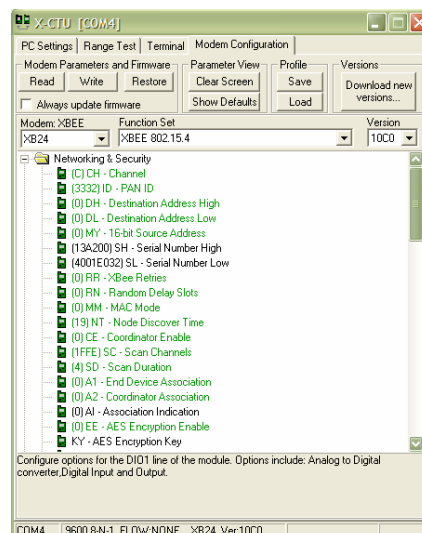 X-CTU [COM4]
PC Settings Range Test Terminal Modem Configuration
Modem Parameters and Firmware Parameter View Profile Versions
Read Write Restore Clear Screen Save Download new versions...
Always update firmware Show Defaults Load
Modem: XBEE Function Set Version
XB24 XBEE 802.15.4 10C0
Networking & Security
(C) CH - Channel
(3332) ID - PAN ID
(0) DH - Destination Address High
(0) DL - Destination Address Low
(0) MY - 16-bit Source Address
(13A200) SH - Serial Number High
(4001E032) SL - Serial Number Low
(0) RR - XBee Retries
(0) RN - Random Delay Slots
(0) MM - MAC Mode
(19) NT - Node Discover Time
(0) CE - Coordinator Enable
(1FFE) SC - Scan Channels
(4) SD - Scan Duration
(0) A1 - End Device Association
(0) A2 - Coordinator Association
(0) AI - Association Indication
(0) EE - AES Encryption Enable
KY - AES Encryption Key
Configure options for the DIO1 line of the module. Options include: Analog to Digital
converter,Digital Input and Output.
COM4 9600 8-N-1 FLOW:NONE XB24 Ver:10C0